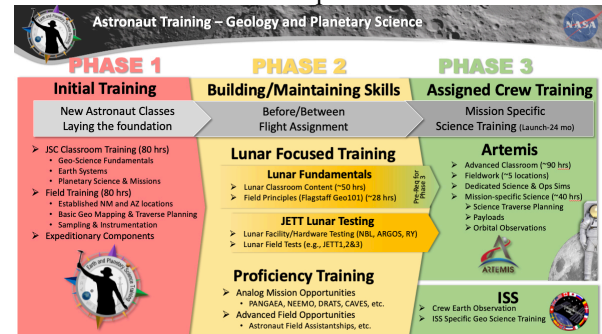 Astronaut Training – Geology and Planetary Science
NASA
PHASE 1
Initial Training
New Astronaut Classes
Laying the foundation
➢ JSC Classroom Training (80 hrs)
• Geo-Science Fundamentals
• Earth Systems
• Planetary Science & Missions
➢ Field Training (80 hrs)
• Established NM and AZ locations
• Basic Geo Mapping & Traverse Planning
• Sampling & Instrumentation
➢ Expeditionary Components
Earth and Planetary Science Training
PHASE 2
Building/Maintaining Skills
Before/Between
Flight Assignment
Lunar Focused Training
Lunar Fundamentals
➢ Lunar Classroom Content (~50 hrs)
➢ Field Principles (Flagstaff Geo101) (~28 hrs)
Pre-Req for
Phase 3
JETT Lunar Testing
➢ Lunar Facility/Hardware Testing (NBL, ARGOS, RY)
➢ Lunar Field Tests (e.g., JETT1,2&3)
Proficiency Training
➢ Analog Mission Opportunities
• PANGAEA, NEEMO, DRATS, CAVES, etc.
➢ Advanced Field Opportunities
• Astronaut Field Assistantships, etc.
PHASE 3
Assigned Crew Training
Mission Specific
Science Training (Launch-24 mo)
Artemis
➢ Advanced Classroom (~90 hrs)
➢ Fieldwork (~5 locations)
➢ Dedicated Science & Ops Sims
➢ Mission-Specific Science (~40 hrs)
➢ Science Traverse Planning
➢ Payloads
➢ Orbital Observations
ARTEMIS
ISS
➢ Crew Earth Observation
➢ ISS Specific Geo Science Training